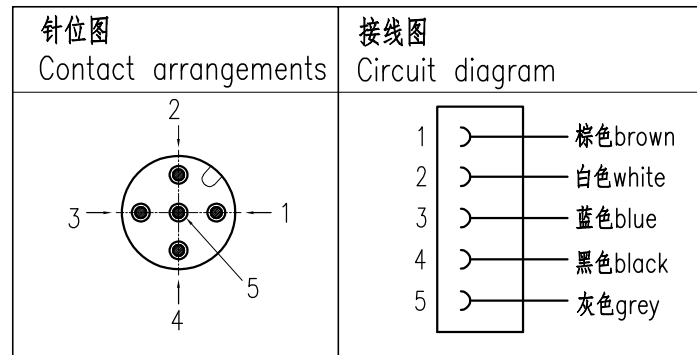 针位图
Contact arrangements
2
3
1
5
4
接线图
Circuit diagram
1 棕色brown
2 白色white
3 蓝色blue
4 黑色black
5 灰色grey